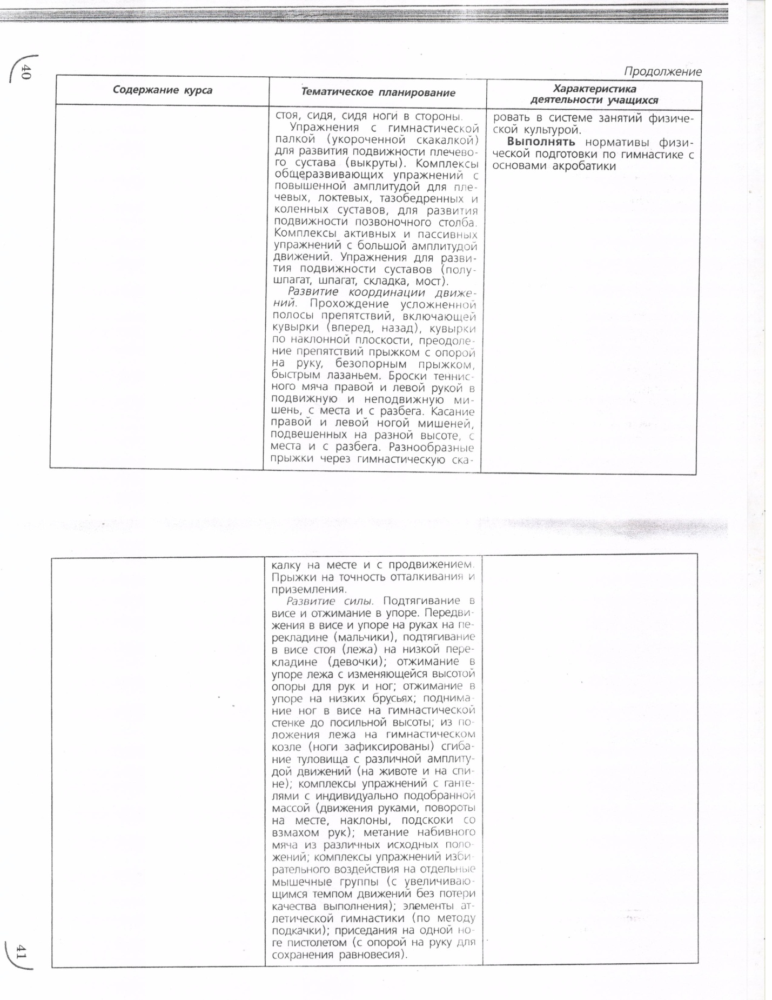 40
Продолжение
Содержание курса
Тематическое планирование
Характеристика
деятельности учащихся
стоя, сидя, сидя ноги в стороны.
Упражнения с гимнастической
палкой (укороченной скакалкой)
для развития подвижности плечево-
го сустава (выкруты). Комплексы
общеразвивающих упражнений с
повышенной амплитудой для пле-
чевых, локтевых, тазобедренных и
коленных суставов, для развития
подвижности позвоночного столба.
Комплексы активных и пассивных
упражнений с большой амплитудой
движений. Упражнения для разви-
тия подвижности суставов (полу-
шпагат, шпагат, складка, мост).
Развитие координации движе-
ний. Прохождение усложненной
полосы препятствий, включающей
кувырки (вперед, назад), кувырки
по наклонной плоскости, преодоле-
ние препятствий прыжком с опорой
на руку, безопорным прыжком,
быстрым лазаньем. Броски теннис-
ного мяча правой и левой рукой в
подвижную и неподвижную ми-
шень, с места и с разбега. Касание
правой и левой ногой мишеней,
подвешенных на разной высоте, с
места и с разбега. Разнообразные
прыжки через гимнастическую ска-
ровать в системе занятий физиче-
ской культурой.
Выполнять нормативы физи-
ческой подготовки по гимнастике с
основами акробатики
калку на месте и с продвижением.
Прыжки на точность отталкивания и
приземления.
Развитие силы. Подтягивание в
висе и отжимание в упоре. Передви-
жения в висе и упоре на руках на пе-
рекладине (мальчики), подтягивание
в висе стоя (лежа) на низкой пере-
кладине (девочки); отжимание в
упоре лежа с изменяющейся высотой
опоры для рук и ног; отжимание в
упоре на низких брусьях; поднима-
ние ног в висе на гимнастической
стенке до посильной высоты; из по-
ложения лежа на гимнастическом
козле (ноги зафиксированы) сгиба-
ние туловища с различной амплиту-
дой движений (на животе и на спи-
не); комплексы упражнений с ганте-
лями с индивидуально подобранной
массой (движения руками, повороты
на месте, наклоны, подскоки со
взмахом рук); метание набивного
мяча из различных исходных поло-
жений; комплексы упражнений изби-
рательного воздействия на отдельные
мышечные группы (с увеличиваю-
щимся темпом движений без потери
качества выполнения); элементы ат-
летической гимнастики (по методу
подкачки); приседания на одной но-
ге пистолетом (с опорой на руку для
сохранения равновесия).
41